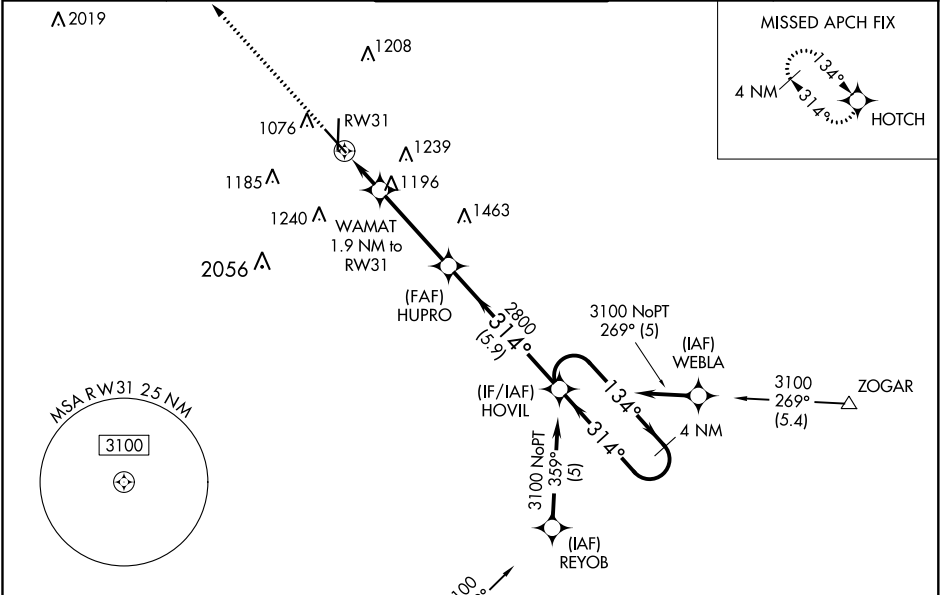 2019
1208
MISSED APCH FIX
134°
4 NM
314°
HOTCH
1076
RW31
1239
1185
1196
1240
WAMAT
1.9 NM to
RW31
1463
2056
(FAF)
HUPRO
2800
314°
(5.9)
3100 NoPT
269° (5)
(IAF)
WEBLA
(IF/IAF)
HOVIL
134°
314°
4 NM
3100
269°
(5.4)
ZOGAR
MSA RW31 25 NM
3100
3100 NoPT
359°
(5)
(IAF)
REYOB